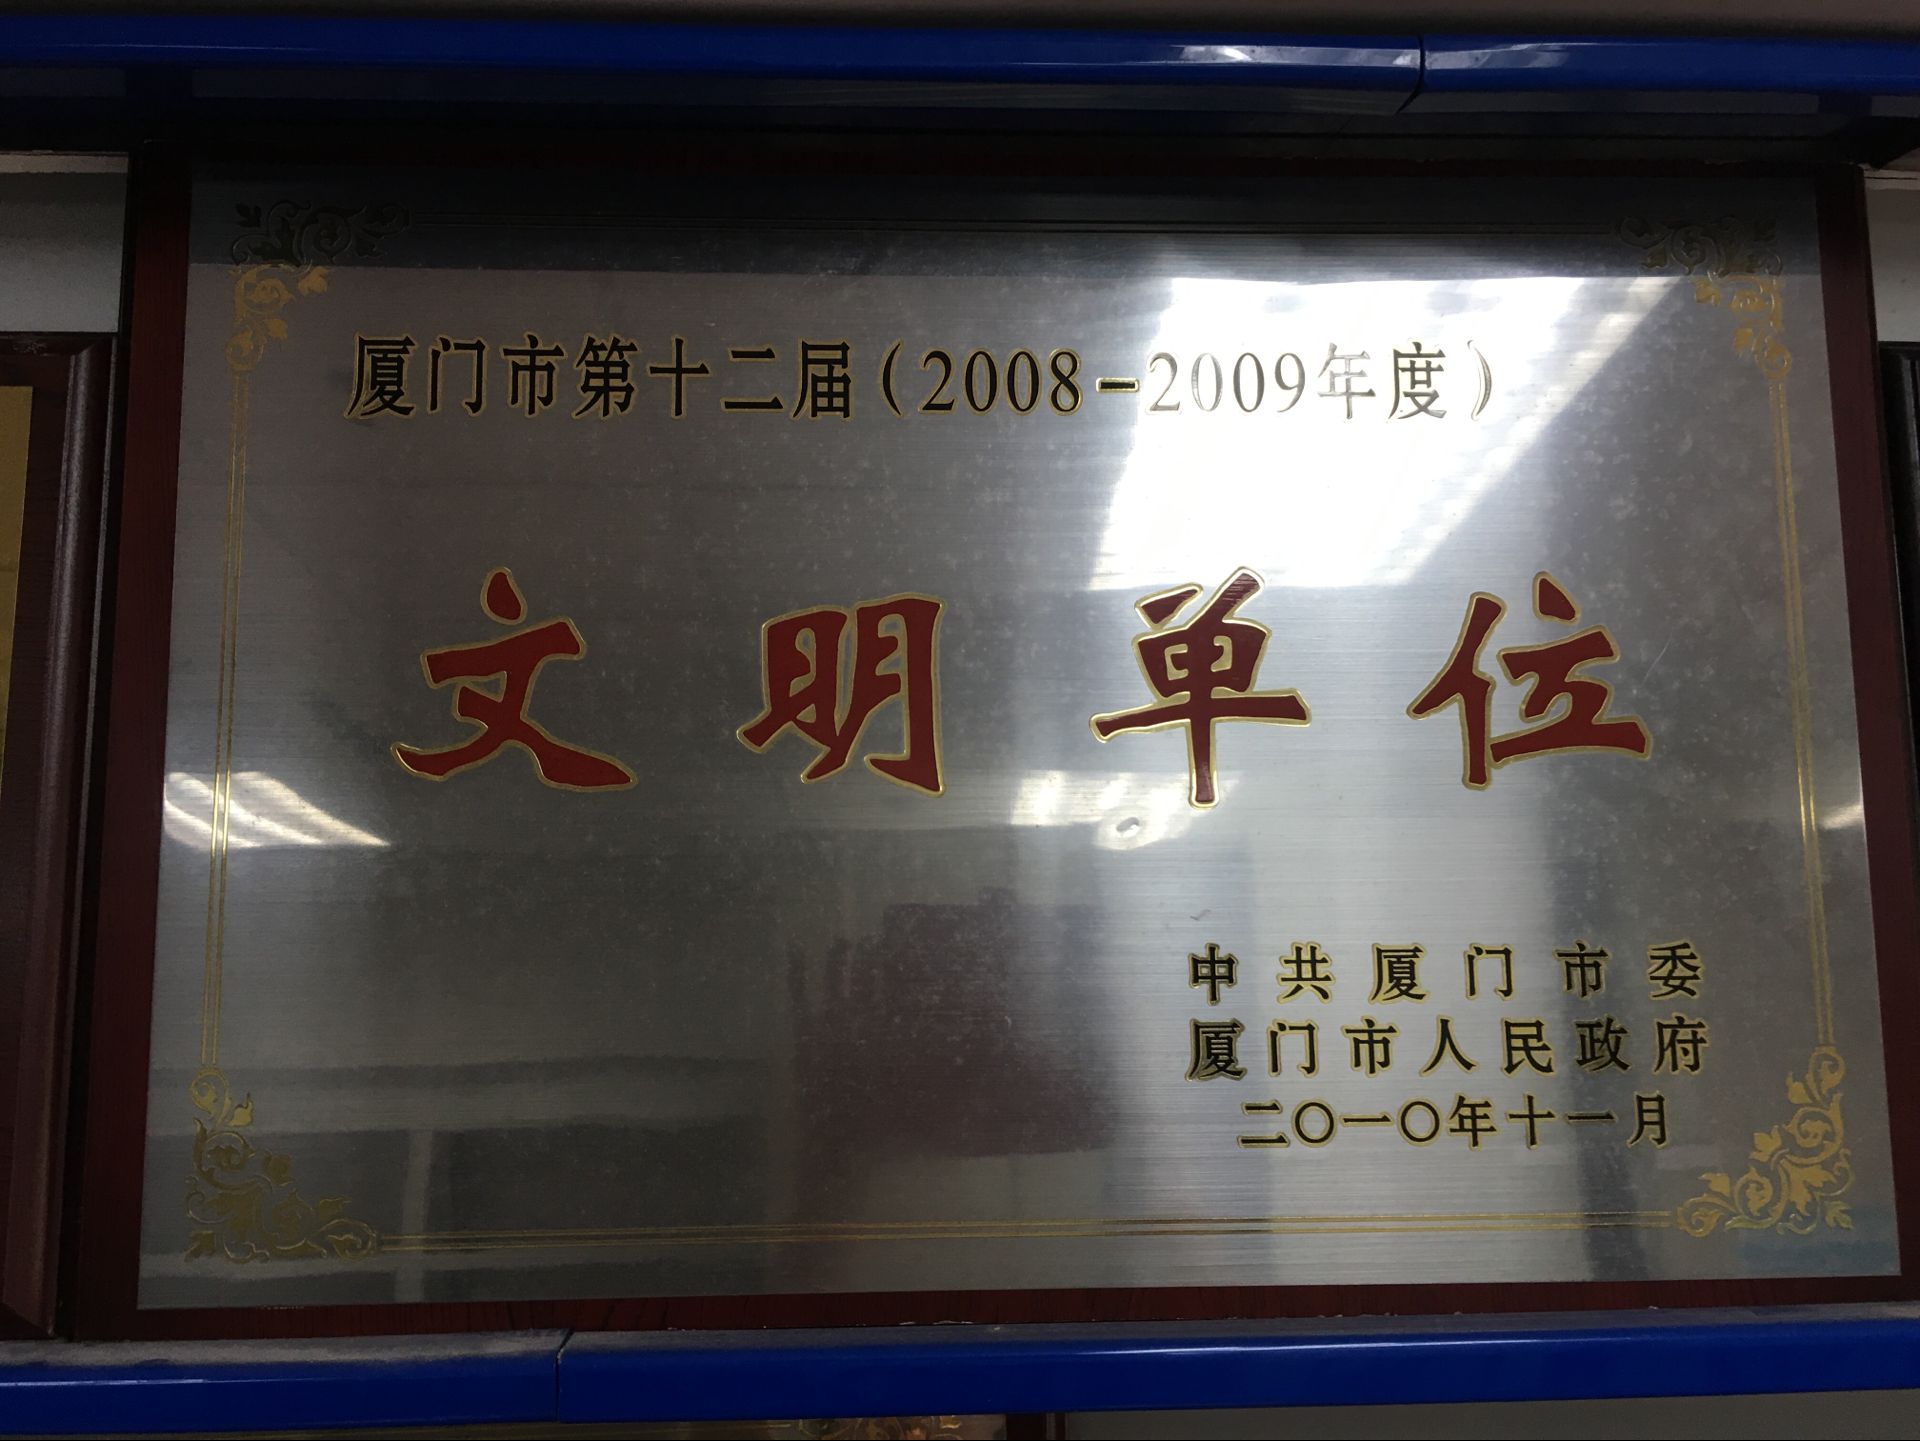 厦门市第十二届（2008-2009年度）
文明单位
中共厦门市委
厦门市人民政府
二〇一〇年十一月